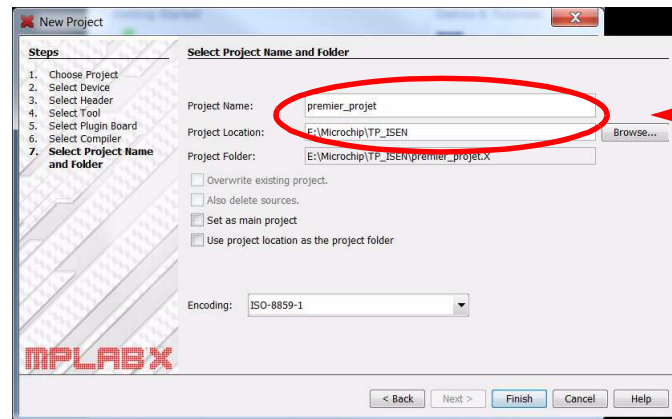 New Project
Steps
1. Choose Project
2. Select Device
3. Select Header
4. Select Tool
5. Select Plugin Board
6. Select Compiler
7. Select Project Name
and Folder
Select Project Name and Folder
Project Name: premier_projet
Project Location: E:\Microchip\TP_ISEN Browse...
Project Folder: E:\Microchip\TP_ISEN\premier_projet.X
Overwrite existing project.
Also delete sources.
Set as main project
Use project location as the project folder
Encoding: ISO-8859-1
MPLAB X
< Back Next > Finish Cancel Help